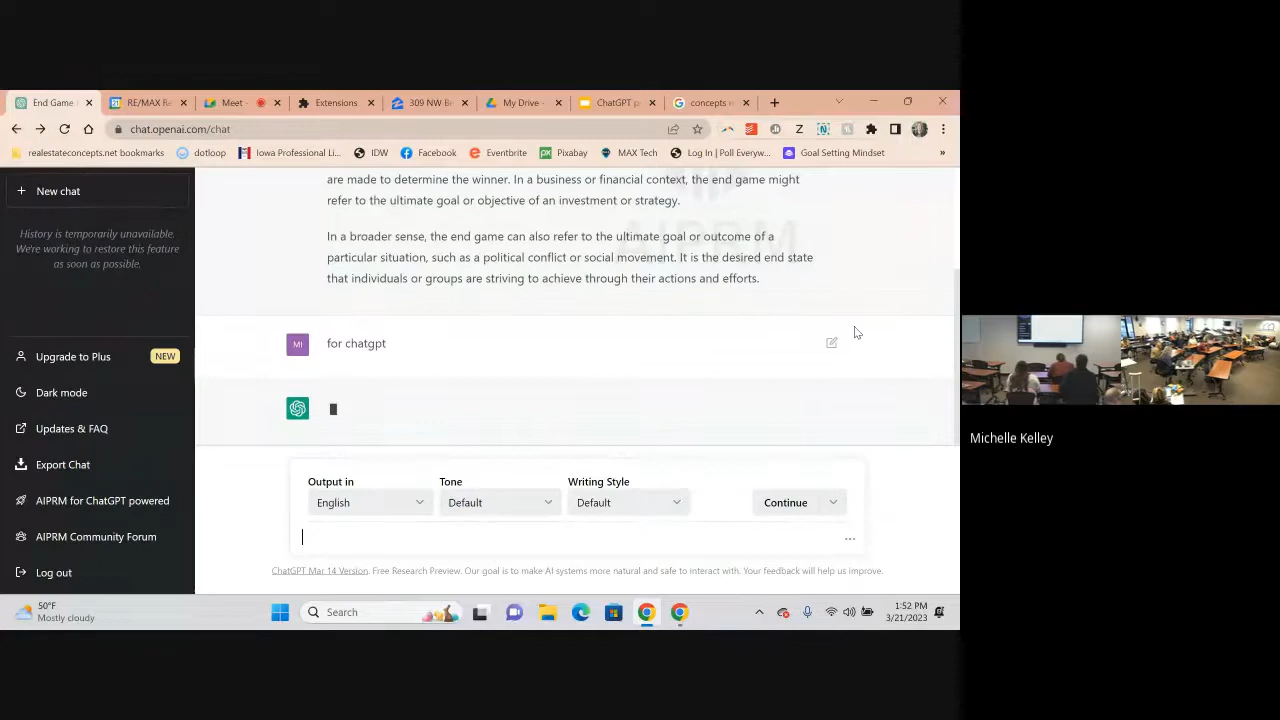 End Game
RE/MAX Re
Meet -
Extensions
309 NW B
My Drive -
ChatGPT p
concepts n
chat.openai.com/chat
realestateconcepts.net bookmarks
dotloop
Iowa Professional Li...
IDW
Facebook
Eventbrite
Pixabay
MAX Tech
Log In | Poll Everyw...
Goal Setting Mindset
»
New chat
History is temporarily unavailable.
We're working to restore this feature
as soon as possible.
Upgrade to Plus
NEW
Dark mode
Updates & FAQ
Export Chat
AIPRM for ChatGPT powered
AIPRM Community Forum
Log out
AIPRM
are made to determine the winner. In a business or financial context, the end game might
refer to the ultimate goal or objective of an investment or strategy.
In a broader sense, the end game can also refer to the ultimate goal or outcome of a
particular situation, such as a political conflict or social movement. It is the desired end state
that individuals or groups are striving to achieve through their actions and efforts.
MI
for chatgpt
Output in
Tone
Writing Style
English
Default
Default
Continue
ChatGPT Mar 14 Version. Free Research Preview. Our goal is to make AI systems more natural and safe to interact with. Your feedback will help us improve.
50°F
Mostly cloudy
Search
1:52 PM
3/21/2023
Michelle Kelley